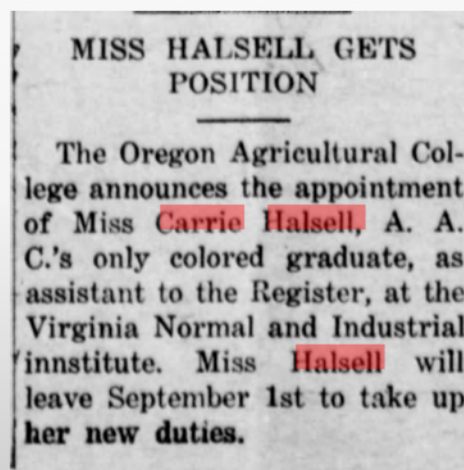 MISS HALSELL GETS
POSITION
The Oregon Agricultural Col-
lege announces the appointment
of Miss Carrie Halsell, A. A.
C.'s only colored graduate, as
assistant to the Register, at the
Virginia Normal and Industrial
innstitute. Miss Halsell will
leave September 1st to take up
her new duties.